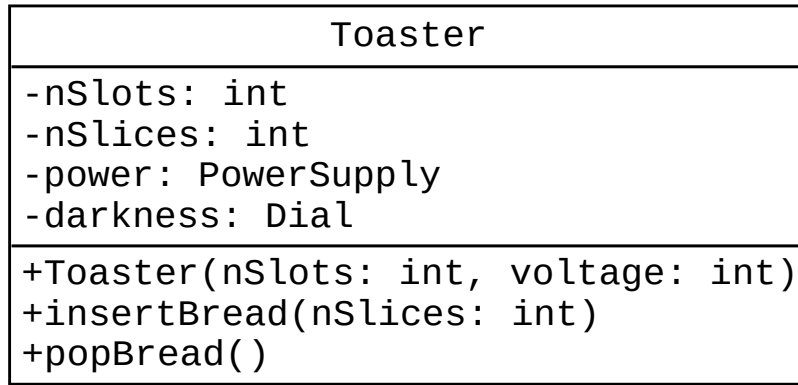 Toaster
-nSlots: int
-nSlices: int
-power: PowerSupply
-darkness: Dial
+Toaster(nSlots: int, voltage: int)
+insertBread(nSlices: int)
+popBread()